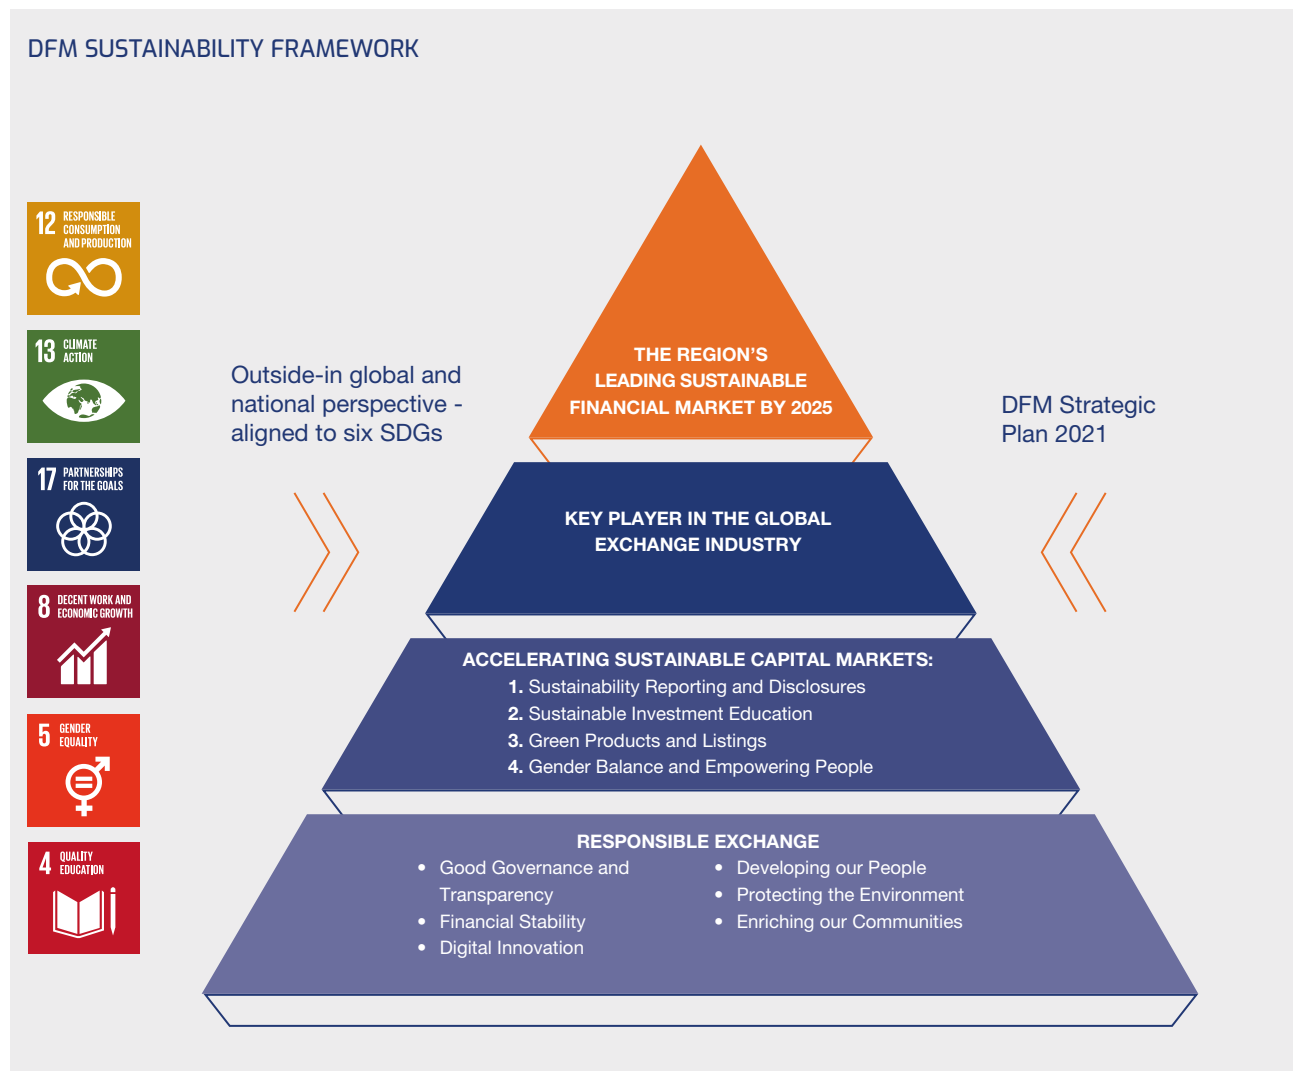 DFM SUSTAINABILITY FRAMEWORK
12 RESPONSIBLE
CONSUMPTION
AND PRODUCTION
13 CLIMATE
ACTION
17 PARTNERSHIPS
FOR THE GOALS
8 DECENT WORK AND
ECONOMIC GROWTH
5 GENDER
EQUALITY
4 QUALITY
EDUCATION
Outside-in global and
national perspective -
aligned to six SDGs
THE REGION’S
LEADING SUSTAINABLE
FINANCIAL MARKET BY 2025
KEY PLAYER IN THE GLOBAL
EXCHANGE INDUSTRY
ACCELERATING SUSTAINABLE CAPITAL MARKETS:
1. Sustainability Reporting and Disclosures
2. Sustainable Investment Education
3. Green Products and Listings
4. Gender Balance and Empowering People
RESPONSIBLE EXCHANGE
• Good Governance and
Transparency
• Financial Stability
• Digital Innovation
• Developing our People
• Protecting the Environment
• Enriching our Communities
DFM Strategic
Plan 2021